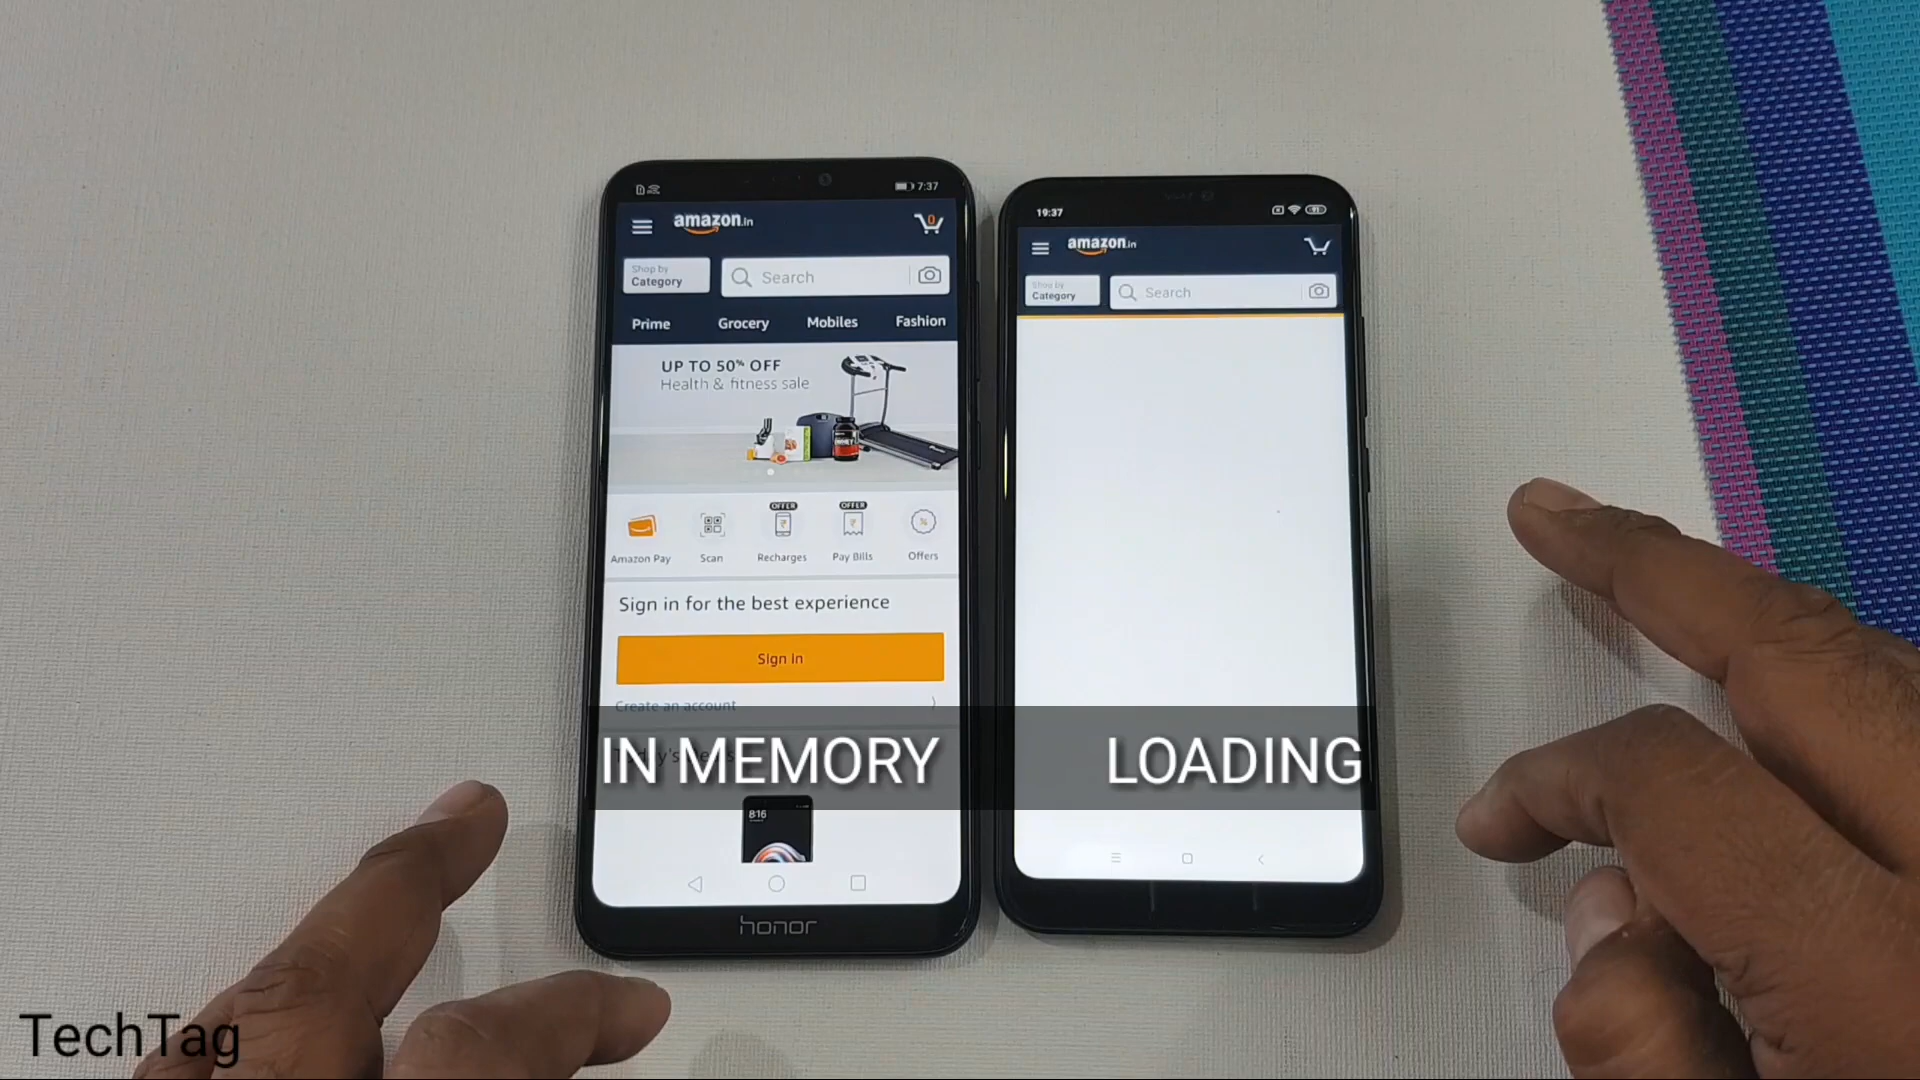 7:37
amazon.in
0
Shop by
Category
Search
Prime
Grocery
Mobiles
Fashion
UP TO 50% OFF
Health & fitness sale
OFFER
OFFER
Amazon Pay
Scan
Recharges
Pay Bills
Offers
Sign in for the best experience
Sign in
Create an account
Today's
IN MEMORY
816
honor
19:37
amazon.in
Shop by
Category
Search
LOADING
TechTag